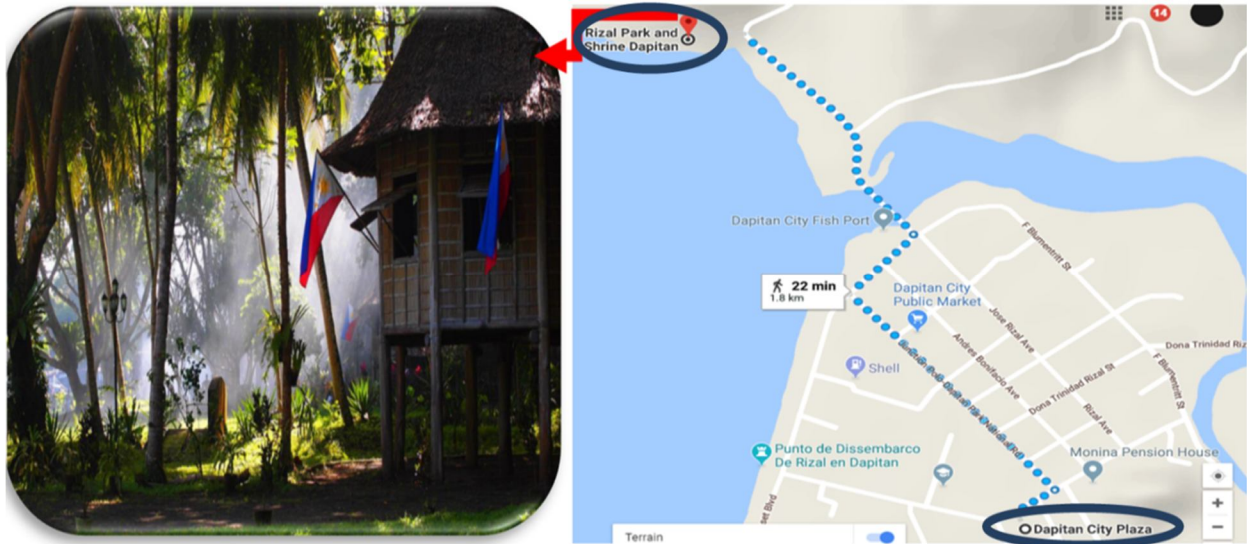 14
Rizal Park and
Shrine Dapitan
Dapitan City Fish Port
F Blumentritt St
22 min
1.8 km
Dapitan City
Public Market
Jose Rizal Ave
Andres Bonifacio Ave
Dona Trinidad Riz
Shell
Dona Trinidad Rizal St
F Blumentritt St
Rizal Ave
Punto de Dissembarco
De Rizal en Dapitan
Monina Pension House
set Blvd
Dapitan City Plaza
Terrain
+
−